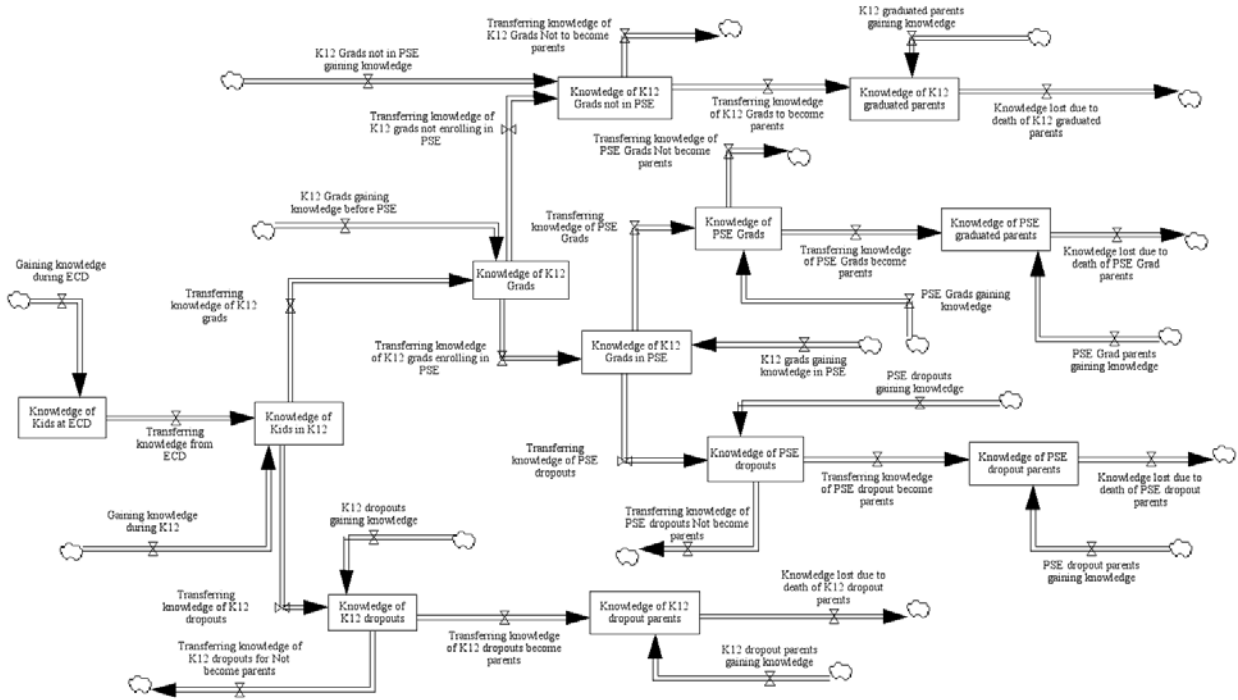 Transferring knowledge of
K12 Grads Not to become
parents
K12 graduated parents
gaining knowledge
K12 Grads not in PSE
gaining knowledge
Knowledge of K12
Grads not in PSE
Knowledge of K12
graduated parents
Transferring knowledge
of K12 Grads to become
parents
Knowledge lost due to
death of K12 graduated
parents
Transferring knowledge of
K12 grads not enrolling in
PSE
Transferring knowledge of
PSE Grads Not become
parents
K12 Grads gaining
knowledge before PSE
Transferring
knowledge of PSE
Grads
Knowledge of
PSE Grads
Knowledge of PSE
graduated parents
Transferring knowledge
of PSE Grads become
parents
Knowledge lost due to
death of PSE Grad
parents
Gaining knowledge
during ECD
Knowledge of K12
Grads
Transferring
knowledge of K12
grads
PSE Grads gaining
knowledge
Transferring knowledge
of K12 grads enrolling in
PSE
Knowledge of K12
Grads in PSE
K12 grads gaining
knowledge in PSE
PSE Grad parents
gaining knowledge
PSE dropouts
gaining knowledge
Knowledge of
Kids at ECD
Knowledge of
Kids in K12
Transferring
knowledge from
ECD
Transferring
knowledge of PSE
dropouts
Knowledge of PSE
dropouts
Knowledge of PSE
dropout parents
Transferring knowledge
of PSE dropout become
parents
Knowledge lost due to
death of PSE dropout
parents
Gaining knowledge
during K12
K12 dropouts
gaining knowledge
Transferring knowledge of
PSE dropouts Not become
parents
PSE dropout parents
gaining knowledge
Knowledge lost due to
death of K12 dropout
parents
Transferring
knowledge of K12
dropouts
Knowledge of
K12 dropouts
Knowledge of K12
dropout parents
Transferring knowledge
of K12 dropouts become
parents
Transferring knowledge of
K12 dropouts for Not
become parents
K12 dropout parents
gaining knowledge